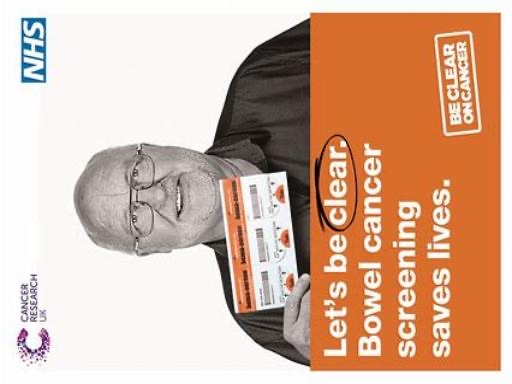 CANCER
RESEARCH
UK
NHS
Let's be clear.
Bowel cancer
screening
saves lives.
BE CLEAR
ON CANCER